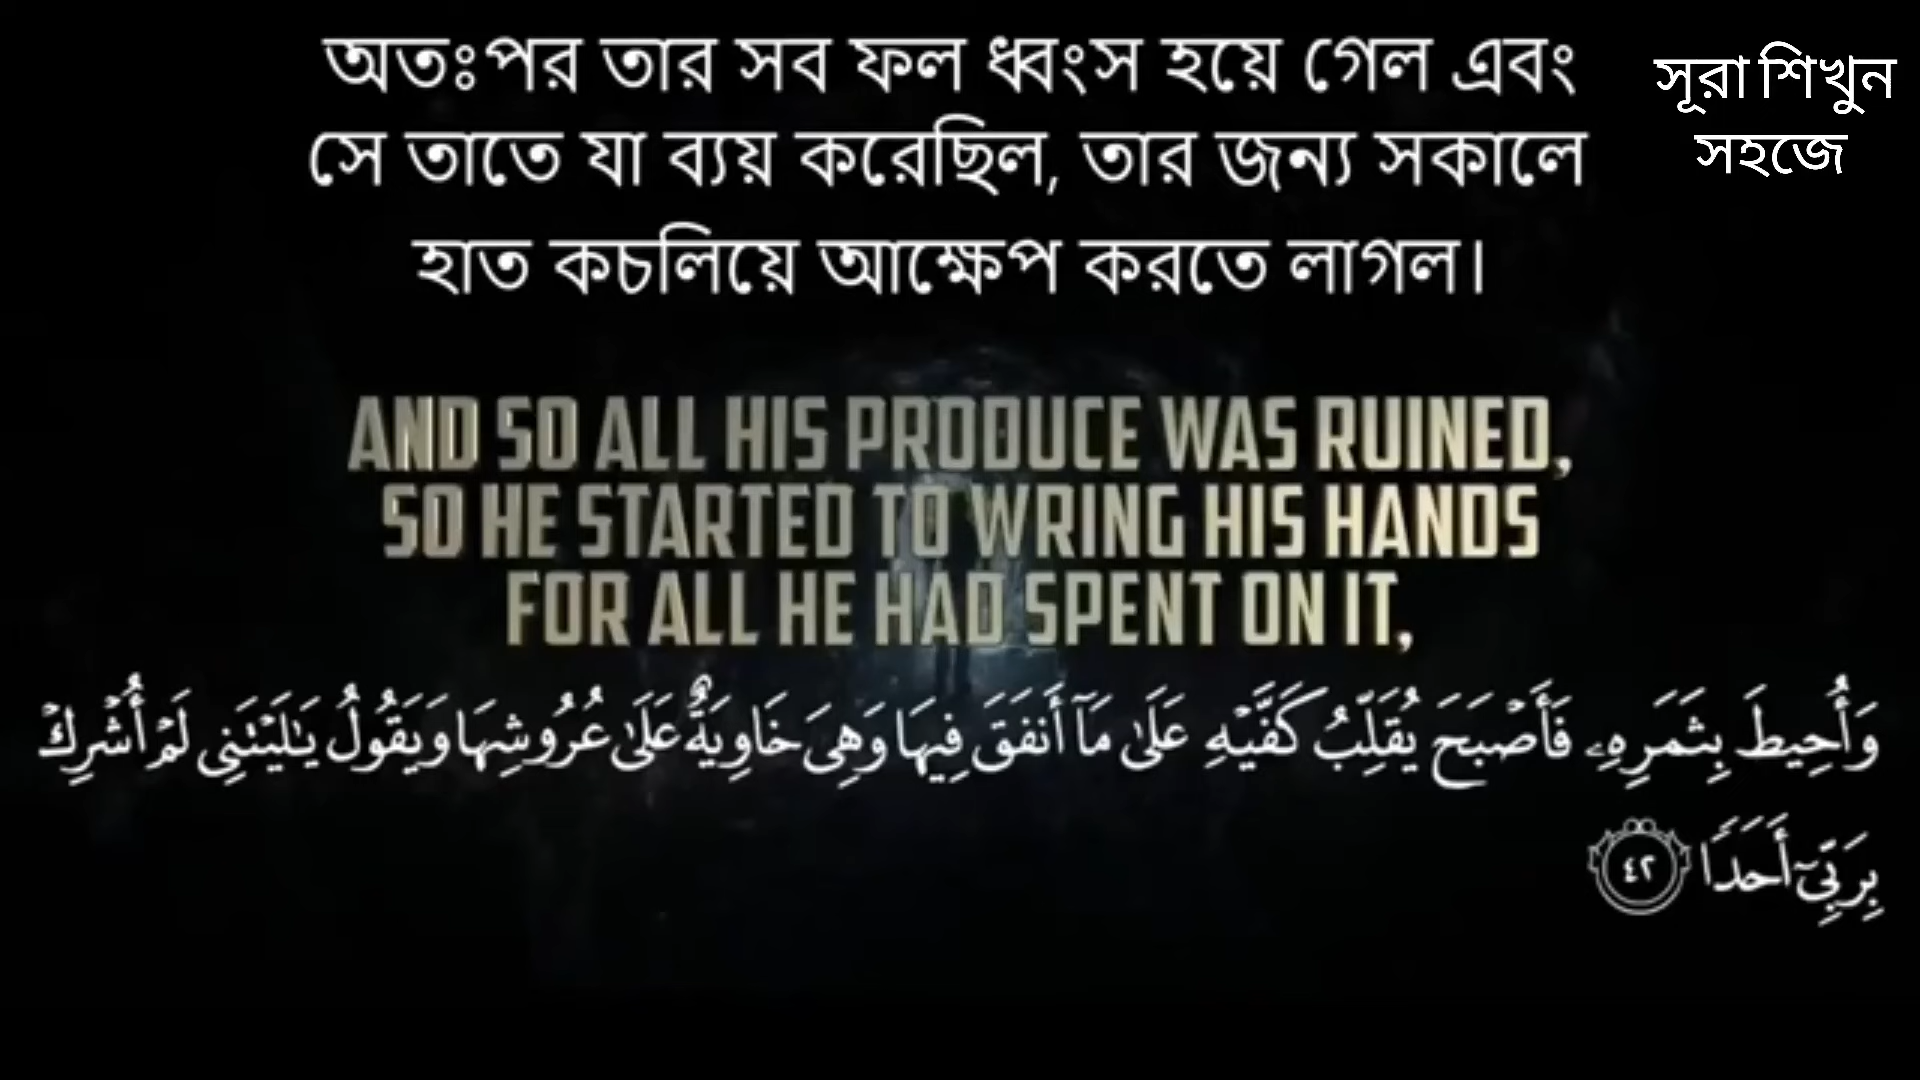 অতঃপর তার সব ফল ধ্বংস হয়ে গেল এবং
সে তাতে যা ব্যয় করেছিল, তার জন্য সকালে
হাত কচলিয়ে আক্ষেপ করতে লাগল।
সূরা শিখুন
সহজে
AND SO ALL HIS PRODUCE WAS RUINED,
SO HE STARTED TO WRING HIS HANDS
FOR ALL HE HAD SPENT ON IT,
وَأُحِيطَ بِثَمَرِهِۦ فَأَصْبَحَ يُقَلِّبُ كَفَّيْهِ عَلَىٰ مَآ أَنفَقَ فِيهَا وَهِىَ خَاوِيَةٌ عَلَىٰ عُرُوشِهَا وَيَقُولُ يَـٰلَيْتَنِى لَمْ أُشْرِكْ
بِرَبِّىٓ أَحَدًا ٤٢